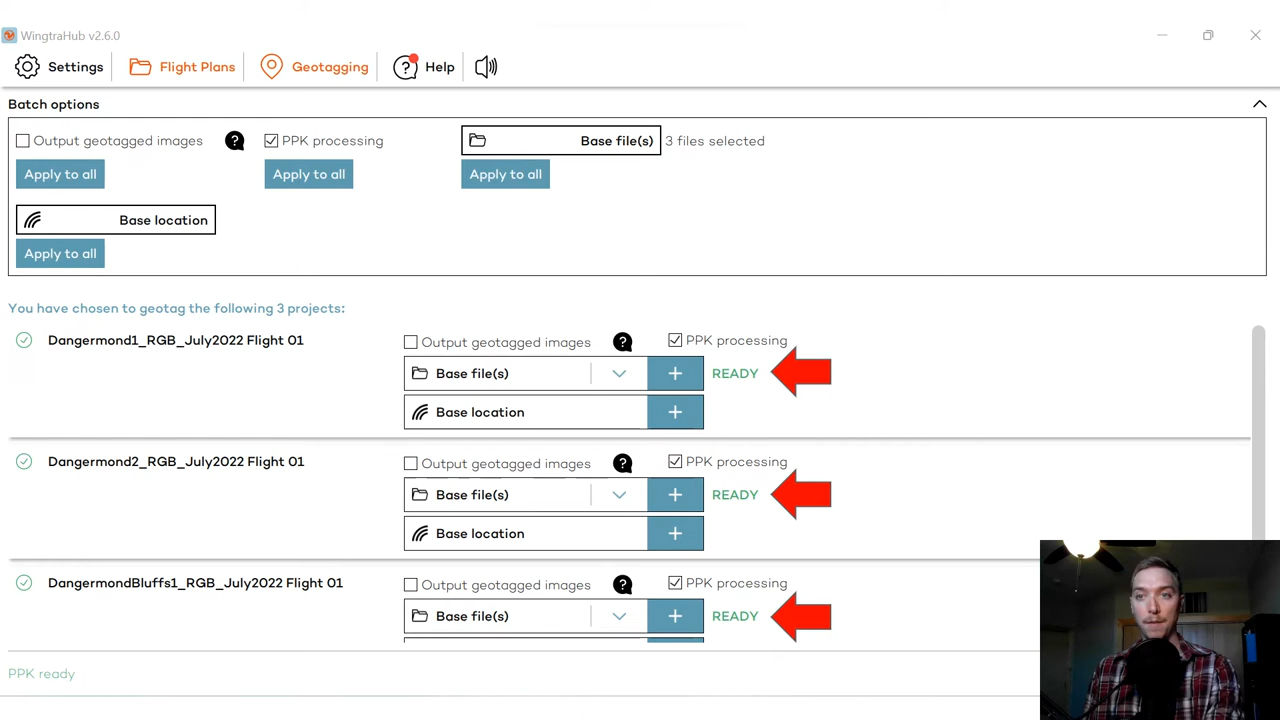 WingtraHub v2.6.0
Settings Flight Plans Geotagging ? Help
Batch options
Output geotagged images ? PPK processing Base file(s) 3 files selected
Apply to all Apply to all Apply to all
Base location
Apply to all
You have chosen to geotag the following 3 projects:
Dangermond1_RGB_July2022 Flight 01 Output geotagged images ? PPK processing
Base file(s) + READY
Base location +
Dangermond2_RGB_July2022 Flight 01 Output geotagged images ? PPK processing
Base file(s) + READY
Base location +
DangermondBluffs1_RGB_July2022 Flight 01 Output geotagged images ? PPK processing
Base file(s) + READY
PPK ready